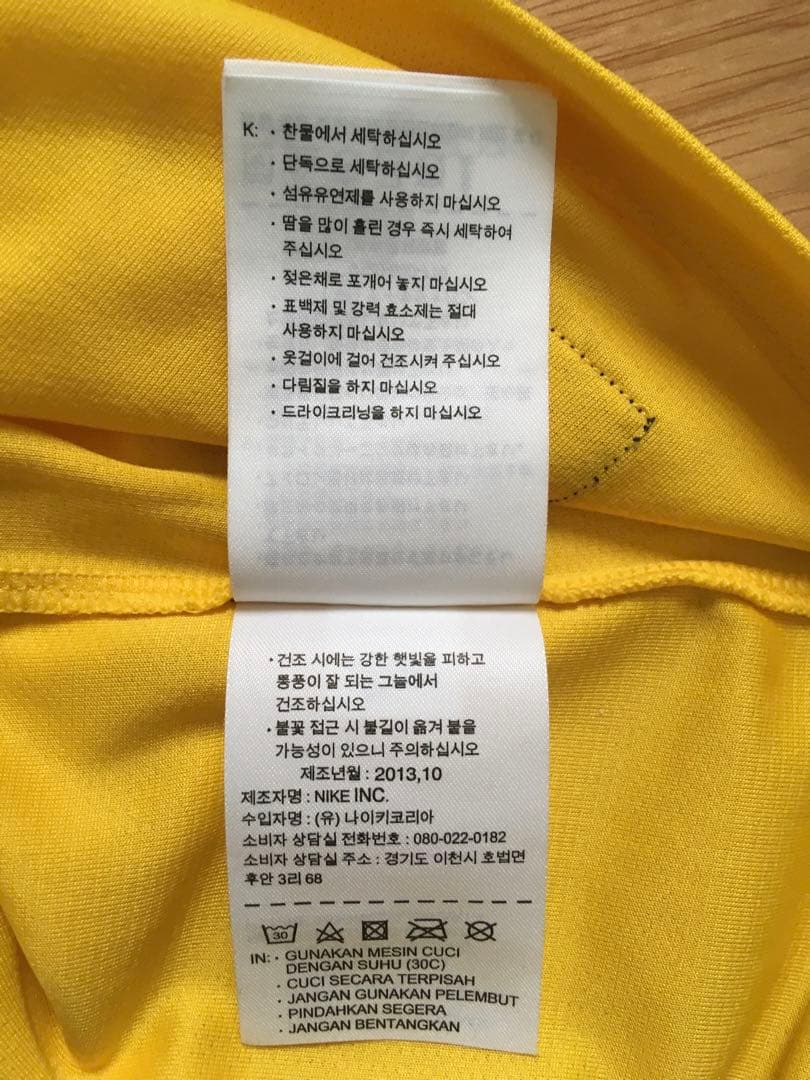 K: · 찬물에서 세탁하십시오
· 단독으로 세탁하십시오
· 섬유유연제를 사용하지 마십시오
· 땀을 많이 흘린 경우 즉시 세탁하여
주십시오
· 젖은채로 포개어 놓지 마십시오
· 표백제 및 강력 효소제는 절대
사용하지 마십시오
· 옷걸이에 걸어 건조시켜 주십시오
· 다림질을 하지 마십시오
· 드라이크리닝을 하지 마십시오
· 건조 시에는 강한 햇빛을 피하고
통풍이 잘 되는 그늘에서
건조하십시오
· 불꽃 접근 시 불길이 옮겨 붙을
가능성이 있으니 주의하십시오
제조년월 : 2013,10
제조자명 : NIKE INC.
수입자명 : (유) 나이키코리아
소비자 상담실 전화번호 : 080-022-0182
소비자 상담실 주소 : 경기도 이천시 호법면
후안 3리 68
30
IN: · GUNAKAN MESIN CUCI
DENGAN SUHU (30C)
· CUCI SECARA TERPISAH
· JANGAN GUNAKAN PELEMBUT
· PINDAHKAN SEGERA
· JANGAN BENTANGKAN